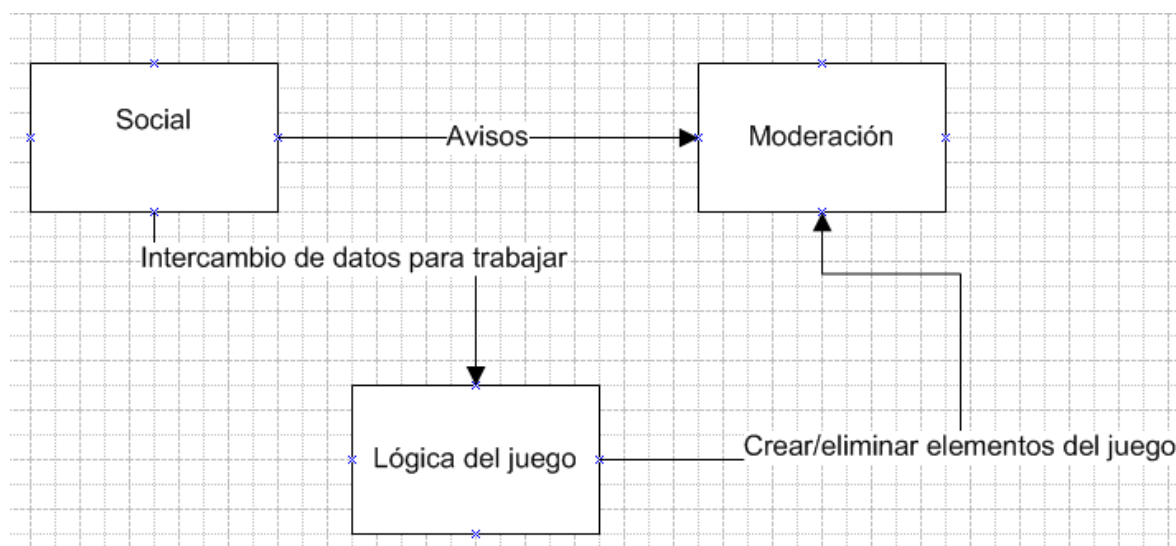 Social
Avisos
Moderación
Intercambio de datos para trabajar
Crear/eliminar elementos del juego
Lógica del juego